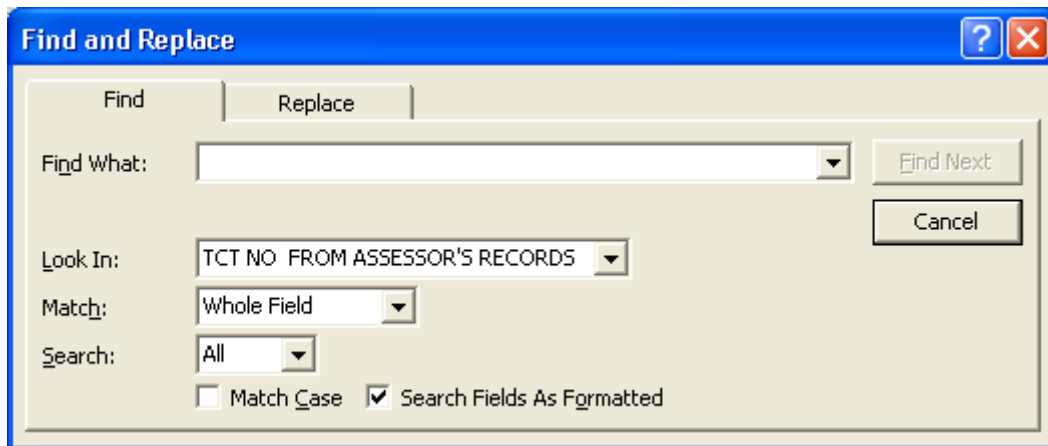 Find and Replace
Find Replace
Find What: Find Next
Cancel
Look In: TCT NO FROM ASSESSOR'S RECORDS
Match: Whole Field
Search: All
Match Case Search Fields As Formatted